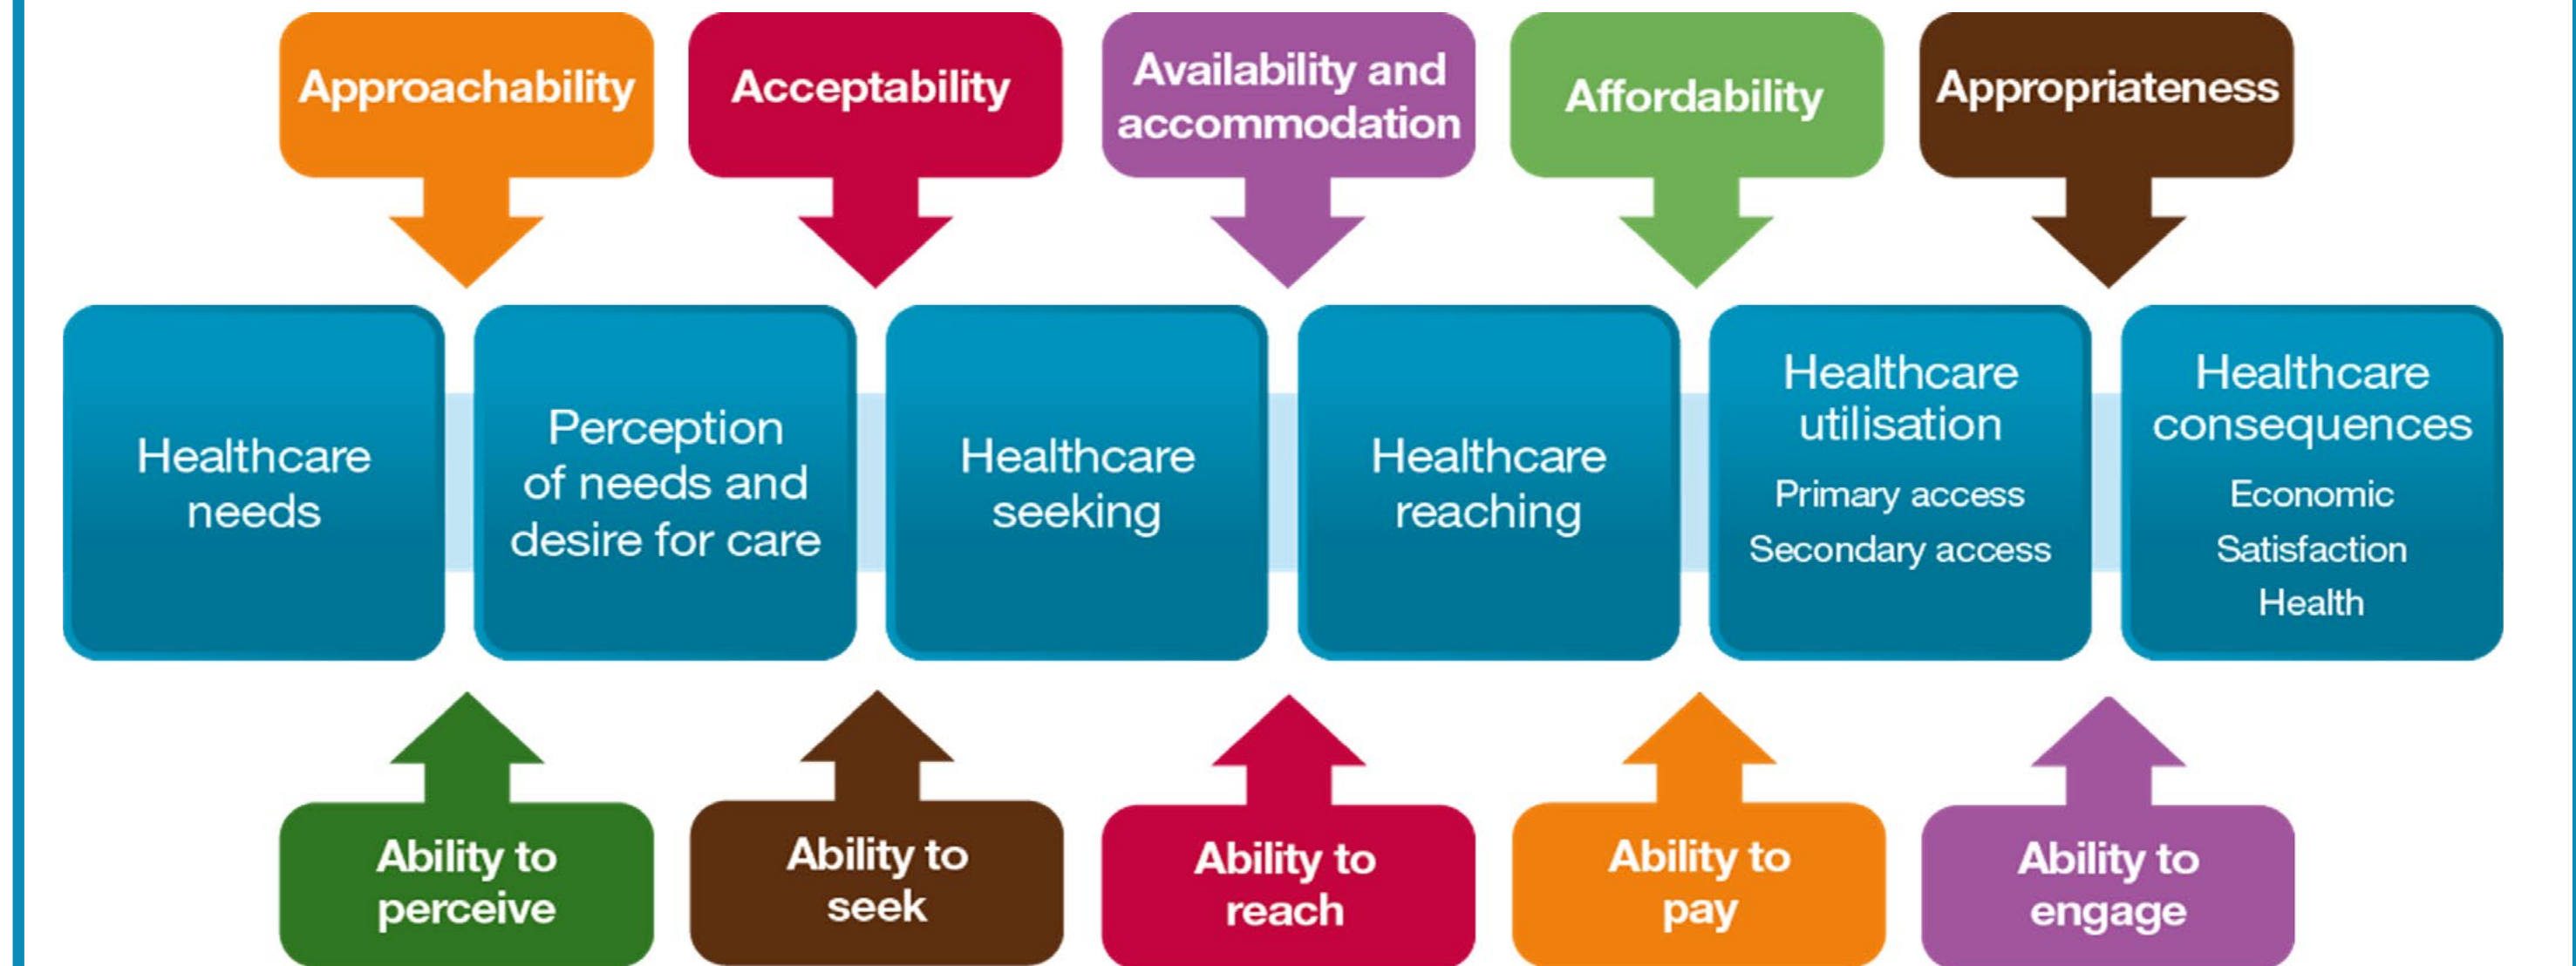 Approachability
Acceptability
Availability and
accommodation
Affordability
Appropriateness
Healthcare
needs
Perception
of needs and
desire for care
Healthcare
seeking
Healthcare
reaching
Healthcare
utilisation
Primary access
Secondary access
Healthcare
consequences
Economic
Satisfaction
Health
Ability to
perceive
Ability to
seek
Ability to
reach
Ability to
pay
Ability to
engage